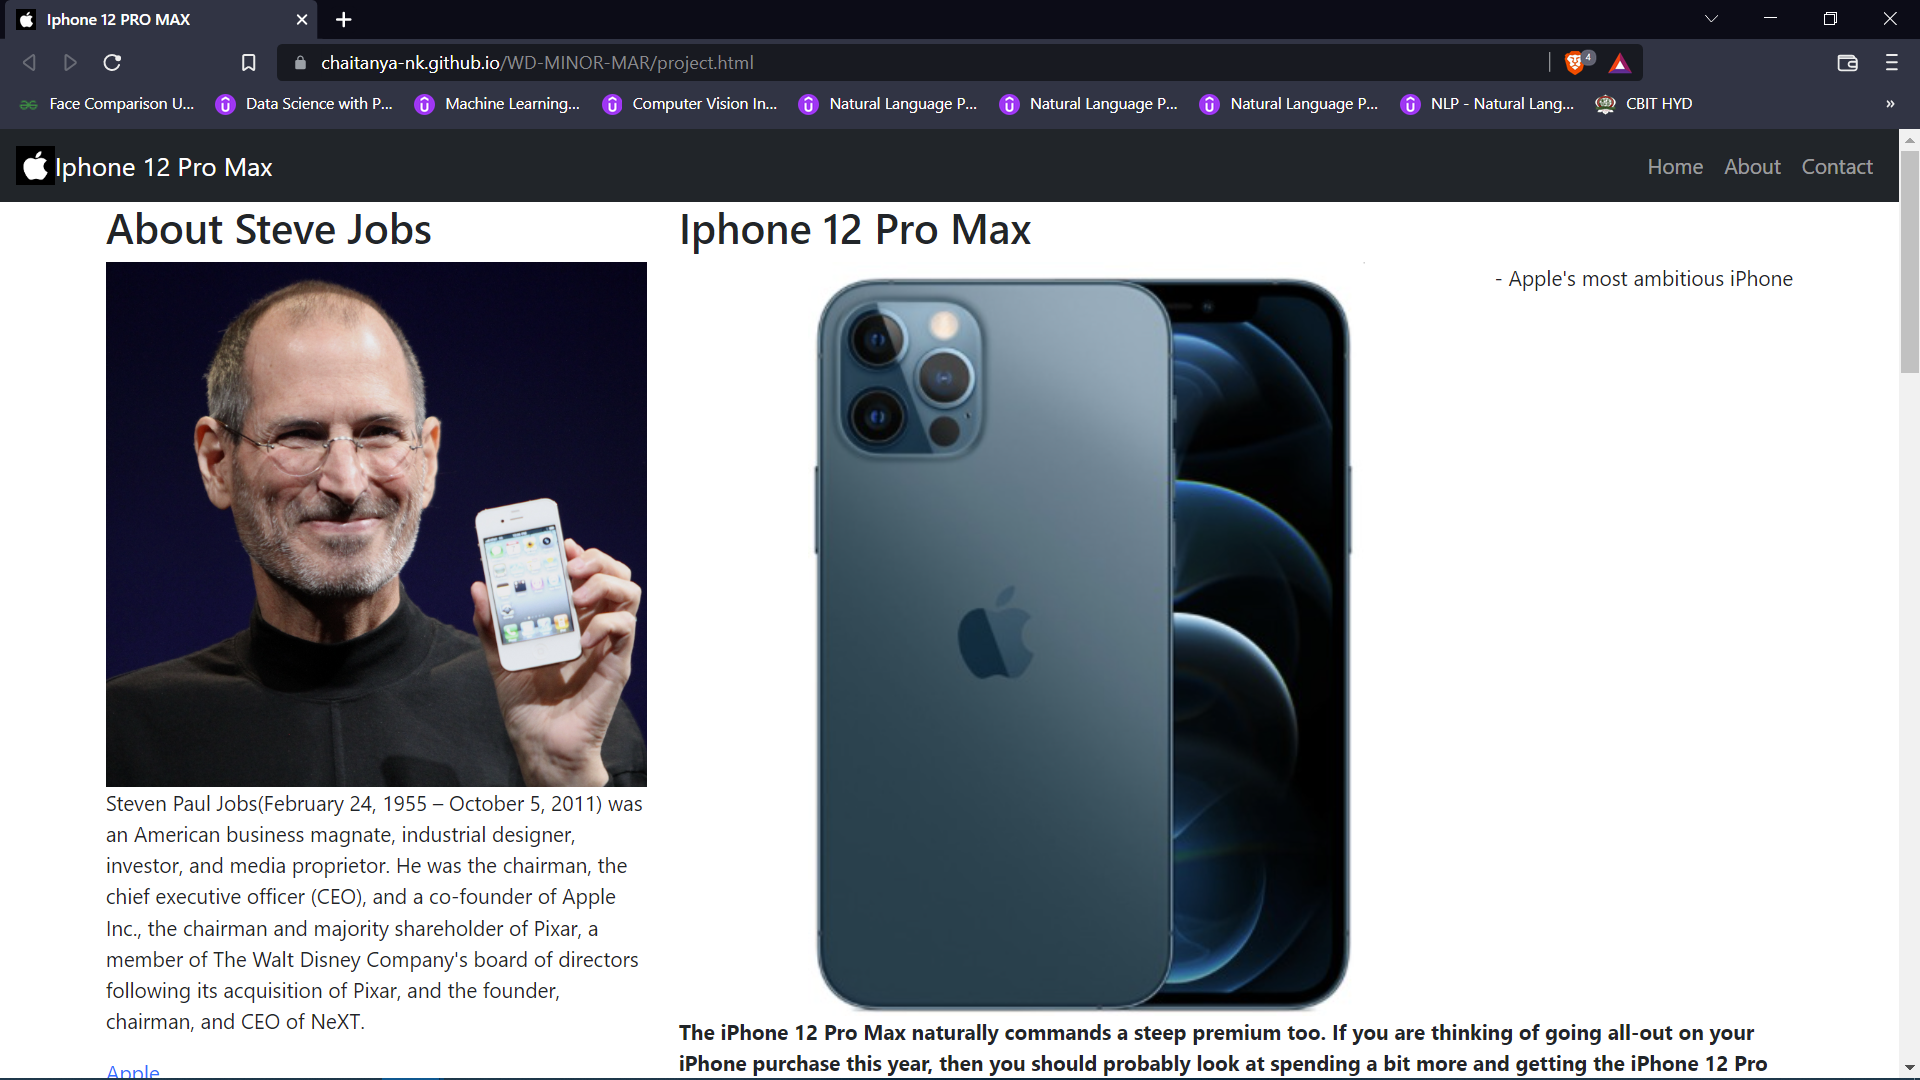 Iphone 12 PRO MAX
chaitanya-nk.github.io/WD-MINOR-MAR/project.html
4
Face Comparison U...
Data Science with P...
Machine Learning...
Computer Vision In...
Natural Language P...
Natural Language P...
Natural Language P...
NLP - Natural Lang...
CBIT HYD
»
Iphone 12 Pro Max
Home
About
Contact
About Steve Jobs
Steven Paul Jobs(February 24, 1955 – October 5, 2011) was
an American business magnate, industrial designer,
investor, and media proprietor. He was the chairman, the
chief executive officer (CEO), and a co-founder of Apple
Inc., the chairman and majority shareholder of Pixar, a
member of The Walt Disney Company's board of directors
following its acquisition of Pixar, and the founder,
chairman, and CEO of NeXT.
Apple
Iphone 12 Pro Max
- Apple's most ambitious iPhone
The iPhone 12 Pro Max naturally commands a steep premium too. If you are thinking of going all-out on your
iPhone purchase this year, then you should probably look at spending a bit more and getting the iPhone 12 Pro